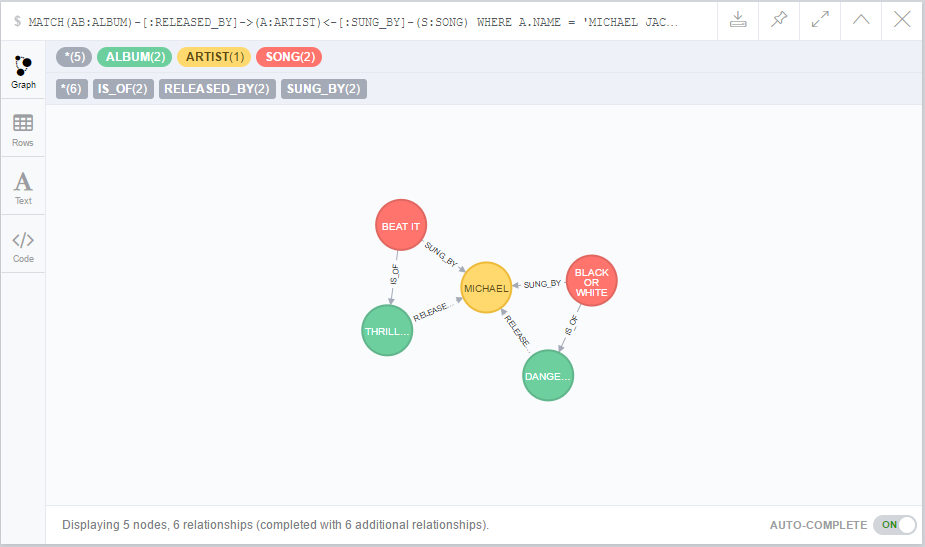 $ MATCH(AB:ALBUM)-[:RELEASED_BY]->(A:ARTIST)<-[:SUNG_BY]-(S:SONG) WHERE A.NAME = 'MICHAEL JAC...
*(5) ALBUM(2) ARTIST(1) SONG(2)
*(6) IS_OF(2) RELEASED_BY(2) SUNG_BY(2)
Graph
Rows
A
Text
</>
Code
BEAT IT
SUNG_BY
IS_OF
MICHAEL
SUNG_BY
BLACK
OR
WHITE
THRILL...
RELEASE...
RELEASE...
IS_OF
DANGE...
Displaying 5 nodes, 6 relationships (completed with 6 additional relationships).
AUTO-COMPLETE ON